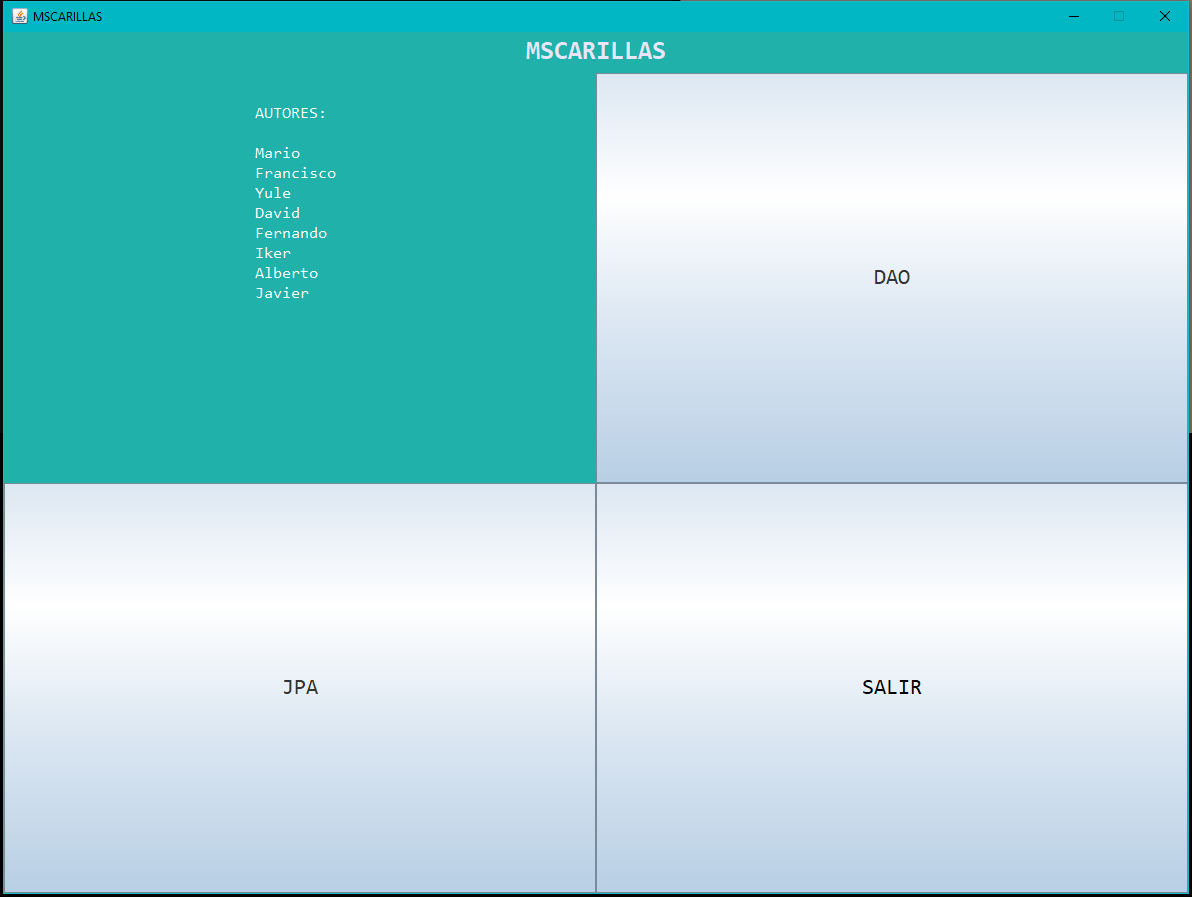 MSCARILLAS
MSCARILLAS
AUTORES:
Mario
Francisco
Yule
David
Fernando
Iker
Alberto
Javier
DAO
JPA
SALIR